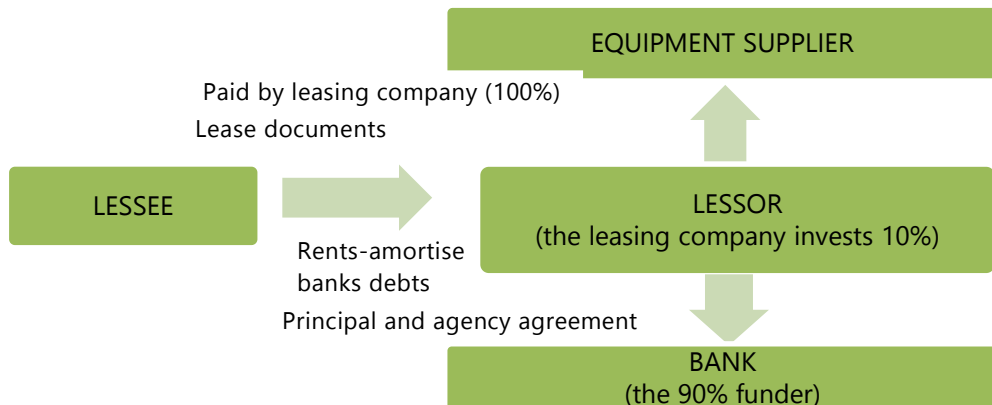 EQUIPMENT SUPPLIER
Paid by leasing company (100%)
Lease documents
LESSEE
LESSOR
(the leasing company invests 10%)
Rents-amortise
banks debts
Principal and agency agreement
BANK
(the 90% funder)